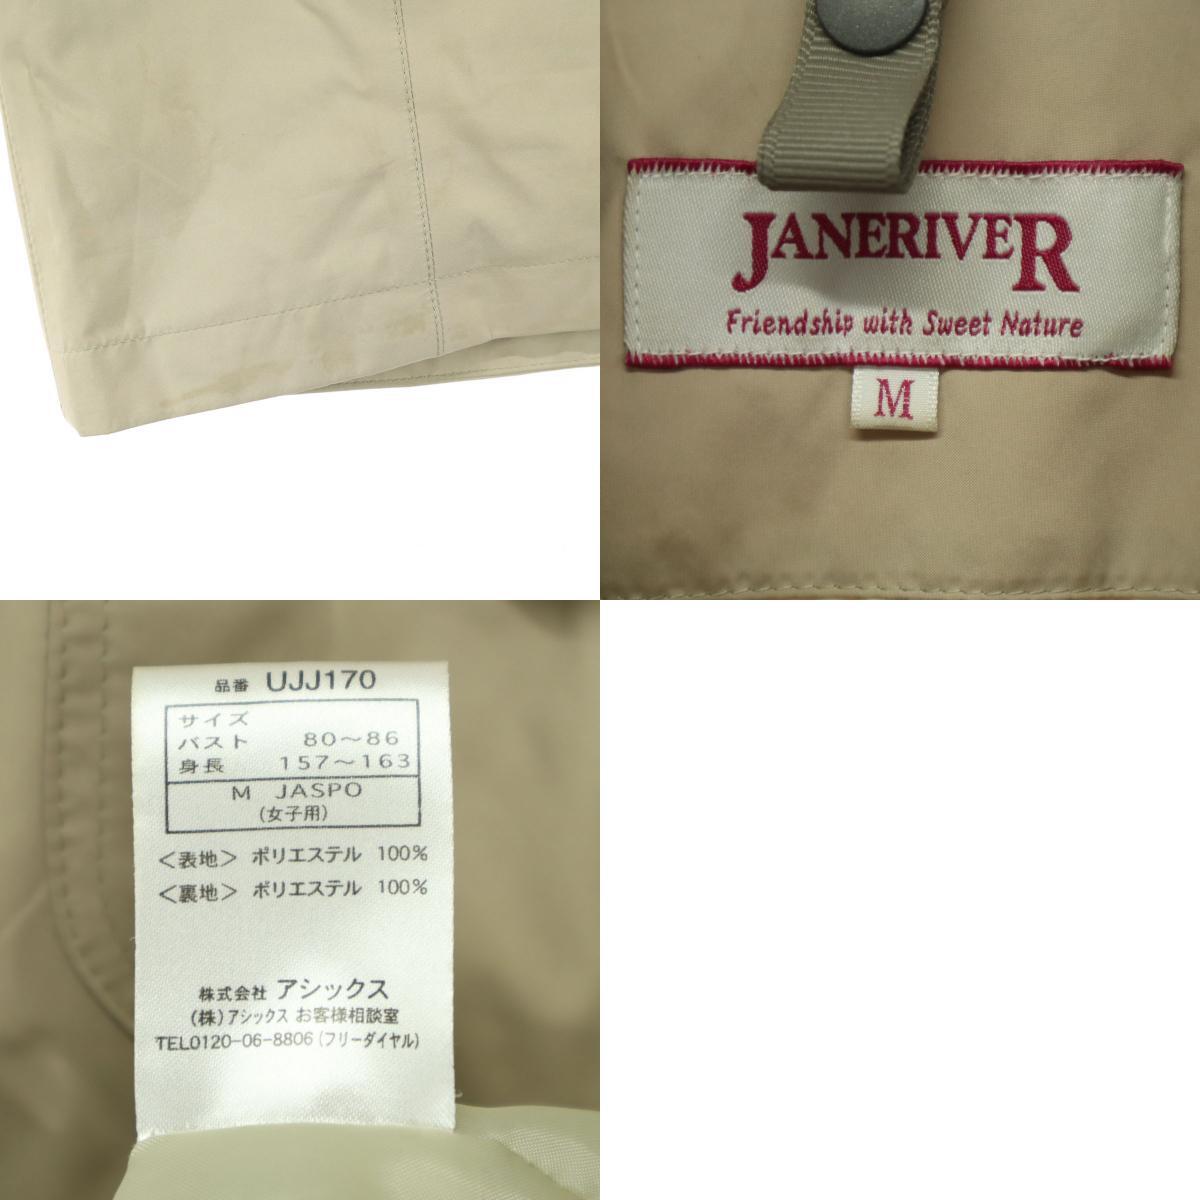 JANERIVER
Friendship with Sweet Nature
M
品番 UJJ170
サイズ
バスト 80～86
身長 157～163
M JASPO
(女子用)
<表地> ポリエステル 100%
<裏地> ポリエステル 100%
株式会社 アシックス
(株)アシックス お客様相談室
TEL0120-06-8806(フリーダイヤル)